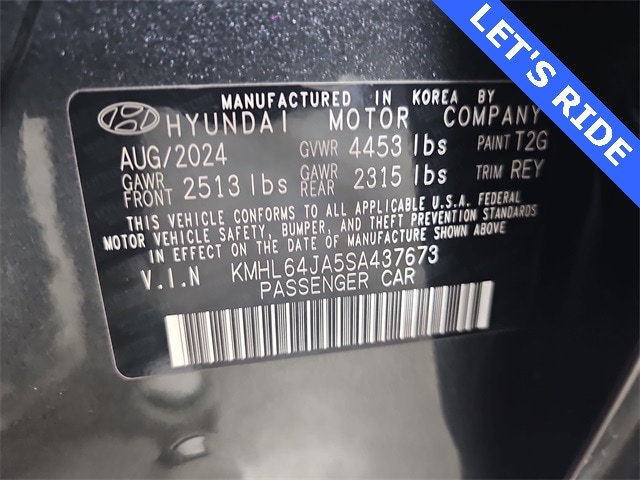 LET'S RIDE
MANUFACTURED IN KOREA BY
HYUNDAI MOTOR COMPANY
AUG/2024 GVWR 4453 lbs PAINT T2G
GAWR FRONT 2513 lbs GAWR REAR 2315 lbs TRIM REY
THIS VEHICLE CONFORMS TO ALL APPLICABLE U.S.A. FEDERAL
MOTOR VEHICLE SAFETY, BUMPER, AND THEFT PREVENTION STANDARDS
IN EFFECT ON THE DATE OF MANUFACTURE SHOWN ABOVE
V.I.N KMHL64JA5SA437673
PASSENGER CAR